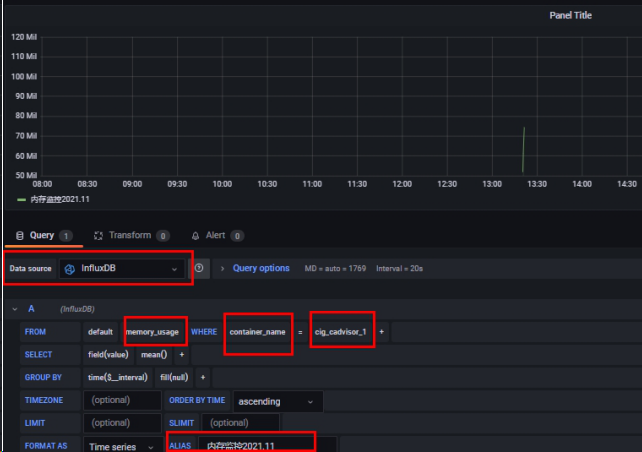 Panel Title
120 Mil
110 Mil
100 Mil
90 Mil
80 Mil
70 Mil
60 Mil
50 Mil
08:00 08:30 09:00 09:30 10:00 10:30 11:00 11:30 12:00 12:30 13:00 13:30 14:00 14:30
内存监控2021.11
Query 1 Transform 0 Alert 0
Data source InfluxDB Query options MD = auto = 1769 Interval = 20s
A (InfluxDB)
FROM default memory_usage WHERE container_name = cig_cadvisor_1 +
SELECT field(value) mean() +
GROUP BY time($__interval) fill(null) +
TIMEZONE (optional) ORDER BY TIME ascending
LIMIT (optional) SLIMIT (optional)
FORMAT AS Time series ALIAS 内存监控2021.11